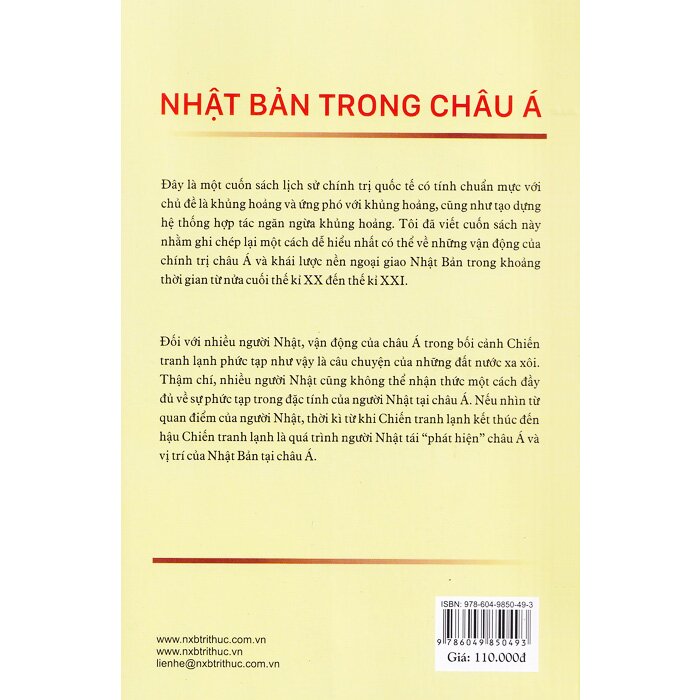 NHẬT BẢN TRONG CHÂU Á
Đây là một cuốn sách lịch sử chính trị quốc tế có tính chuẩn mực với
chủ đề là khủng hoảng và ứng phó với khủng hoảng, cũng như tạo dựng
hệ thống hợp tác ngăn ngừa khủng hoảng. Tôi đã viết cuốn sách này
nhằm ghi chép lại một cách dễ hiểu nhất có thể về những vận động của
chính trị châu Á và khái lược nền ngoại giao Nhật Bản trong khoảng
thời gian từ nửa cuối thế kỉ XX đến thế kỉ XXI.
Đối với nhiều người Nhật, vận động của châu Á trong bối cảnh Chiến
tranh lạnh phức tạp như vậy là câu chuyện của những đất nước xa xôi.
Thậm chí, nhiều người Nhật cũng không thể nhận thức một cách đầy
đủ về sự phức tạp trong đặc tính của người Nhật tại châu Á. Nếu nhìn từ
quan điểm của người Nhật, thời kì từ khi Chiến tranh lạnh kết thúc đến
hậu Chiến tranh lạnh là quá trình người Nhật tái “phát hiện” châu Á và
vị trí của Nhật Bản tại châu Á.
ISBN: 978-604-9850-49-3
9786049850493
Giá: 110.000đ
www.nxbtrithuc.com.vn
www.nxbtrithuc.vn
lienhe@nxbtrithuc.com.vn